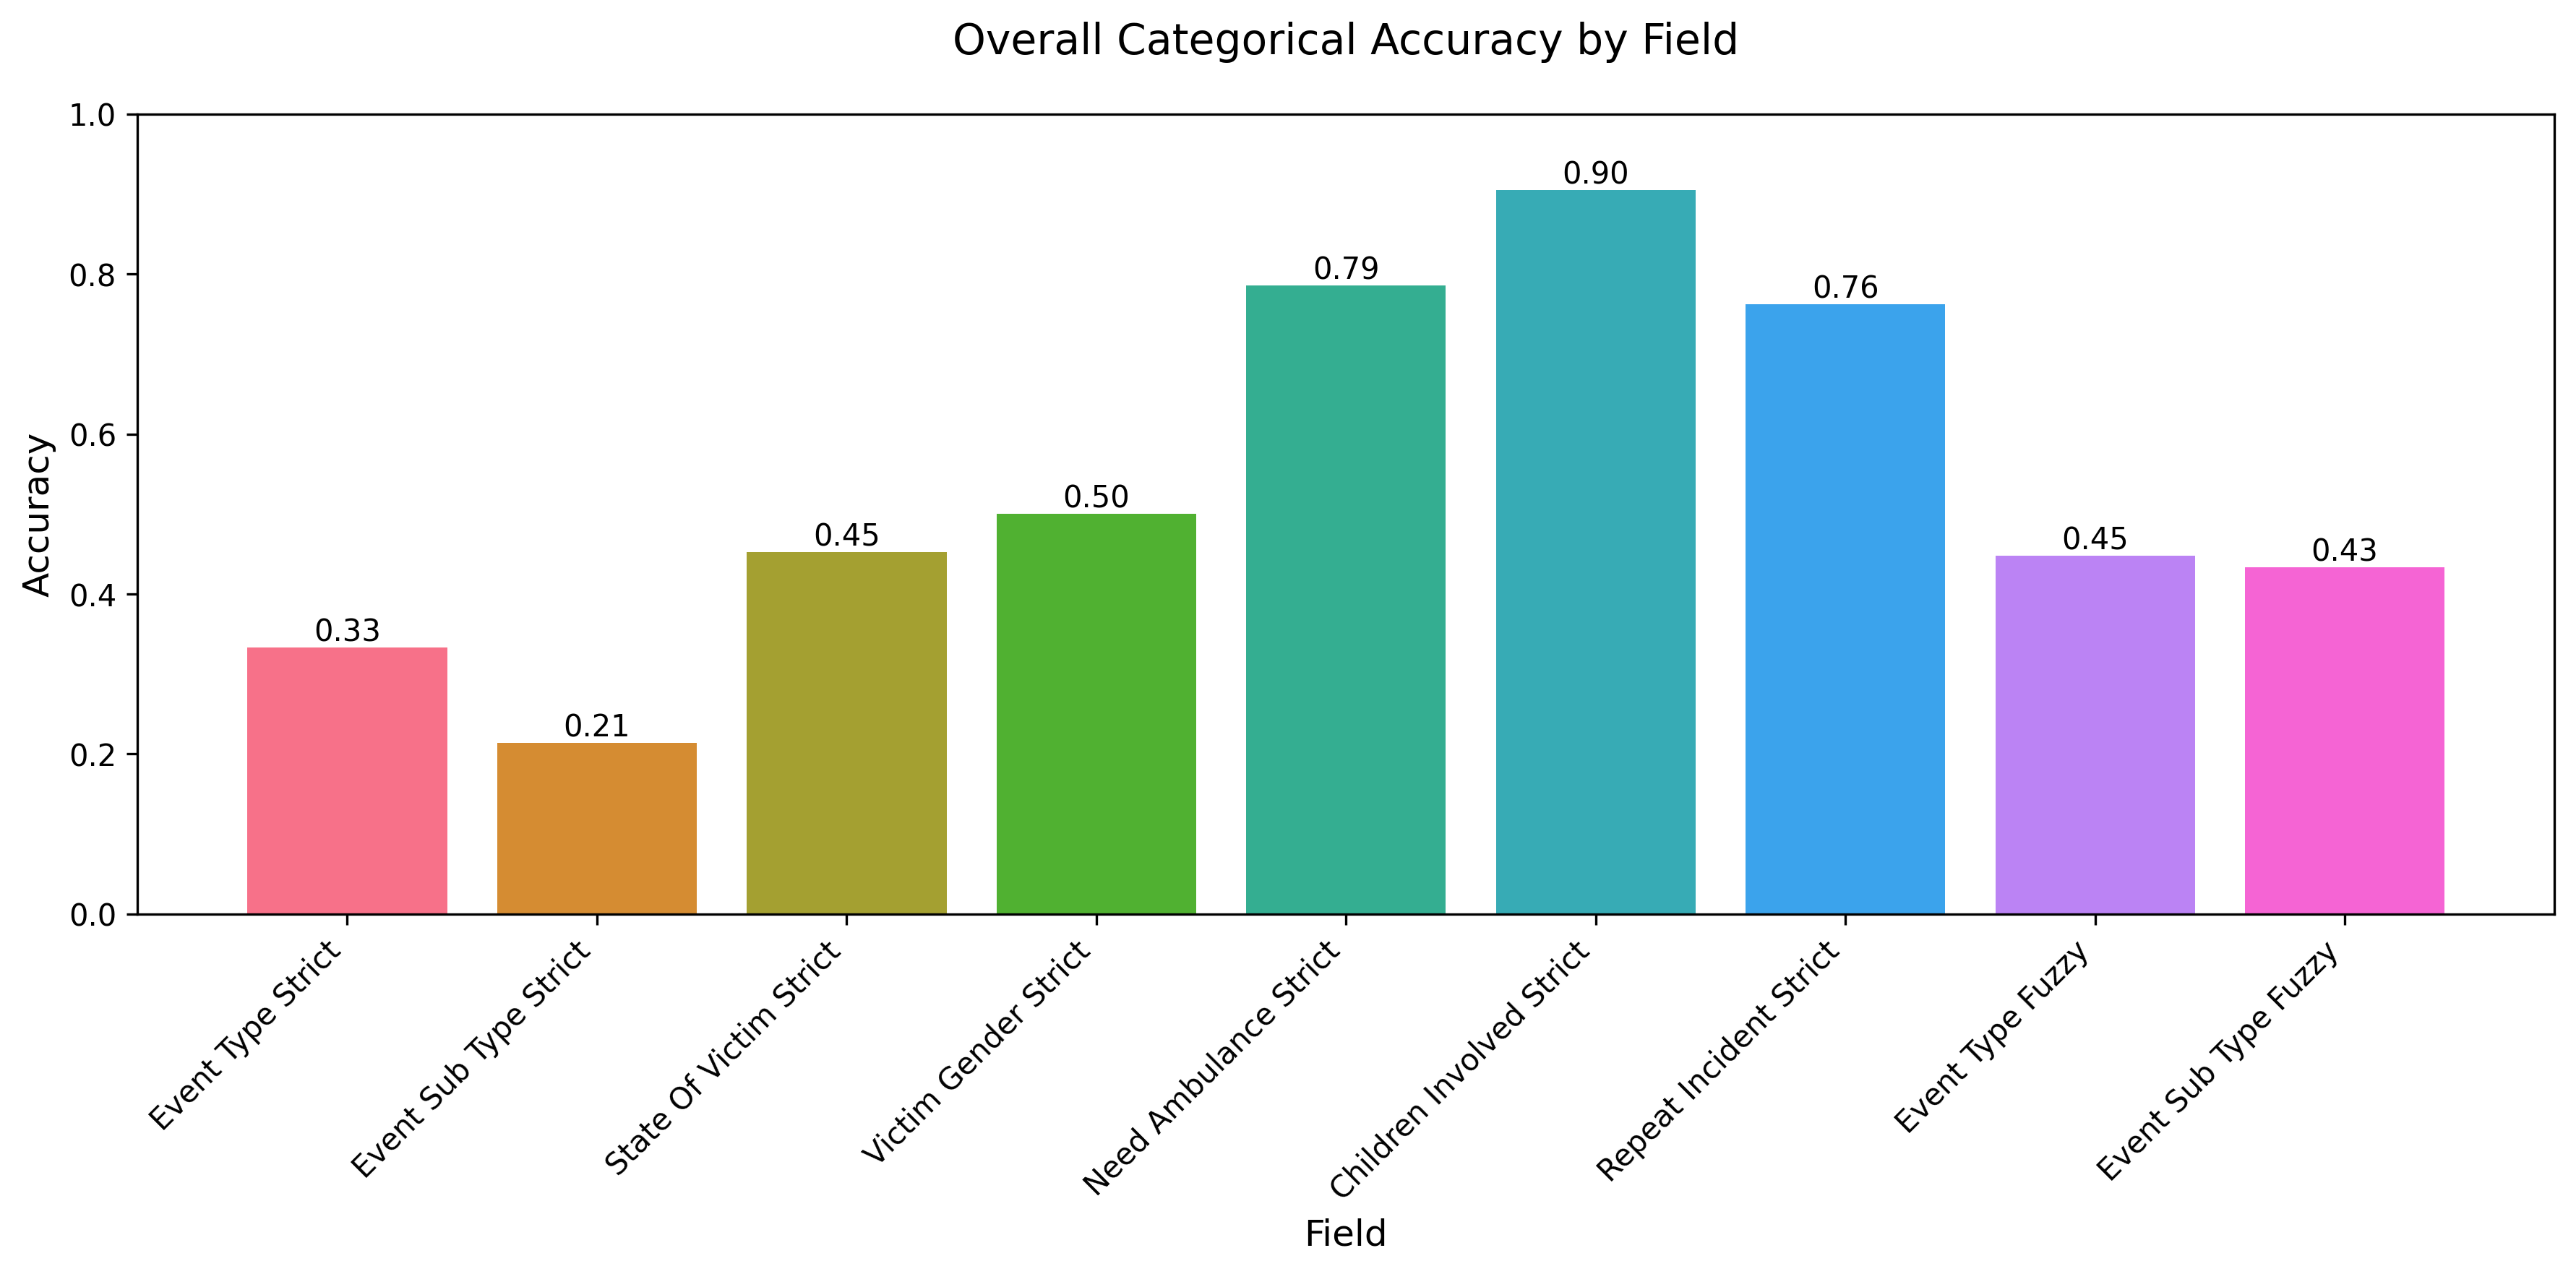 Overall Categorical Accuracy by Field
Accuracy
1.0
0.8
0.6
0.4
0.2
0.0
0.33
0.21
0.45
0.50
0.79
0.90
0.76
0.45
0.43
Event Type Strict
Event Sub Type Strict
State Of Victim Strict
Victim Gender Strict
Need Ambulance Strict
Children Involved Strict
Repeat Incident Strict
Event Type Fuzzy
Event Sub Type Fuzzy
Field